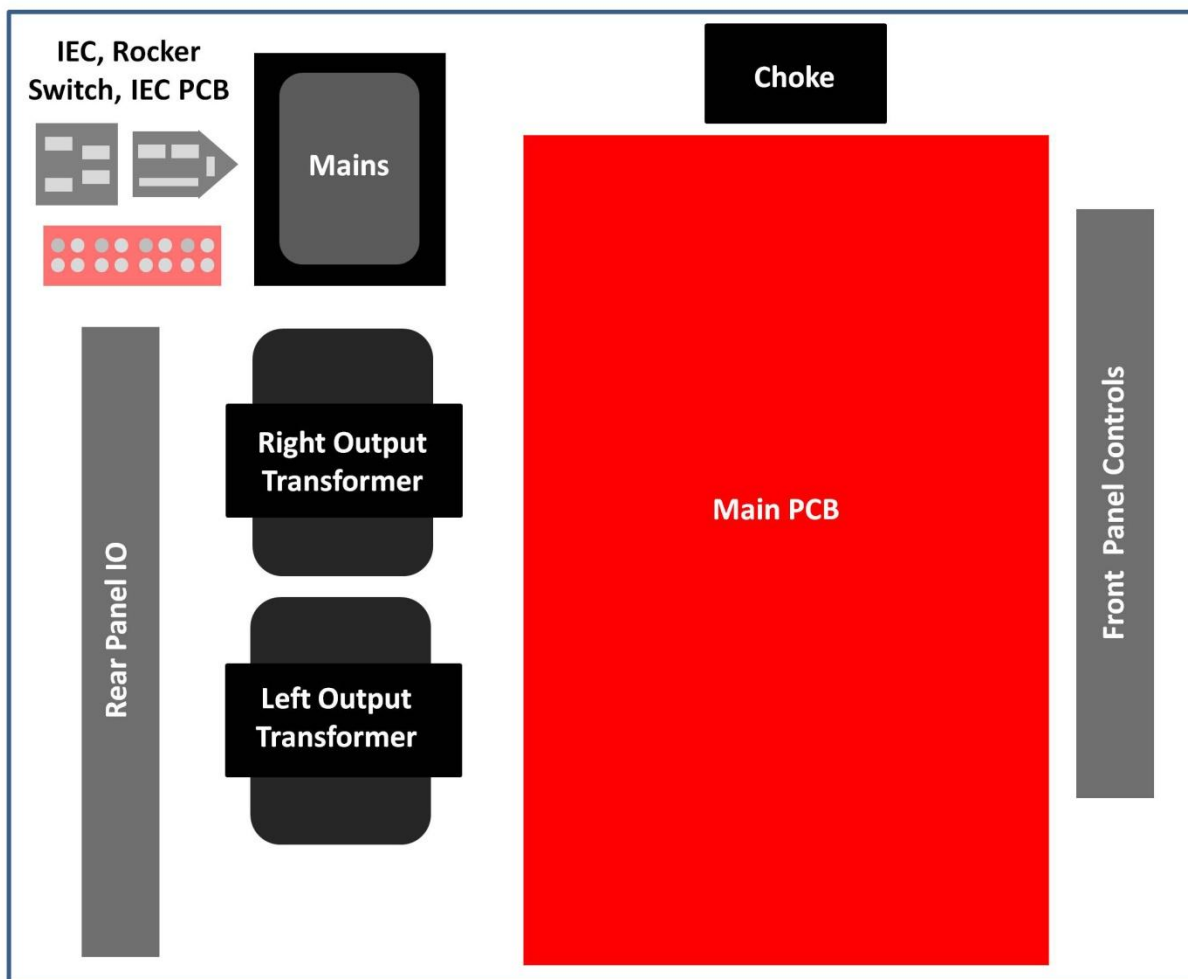 IEC, Rocker
Switch, IEC PCB
Mains
Choke
Right Output
Transformer
Left Output
Transformer
Rear Panel IO
Main PCB
Front Panel Controls